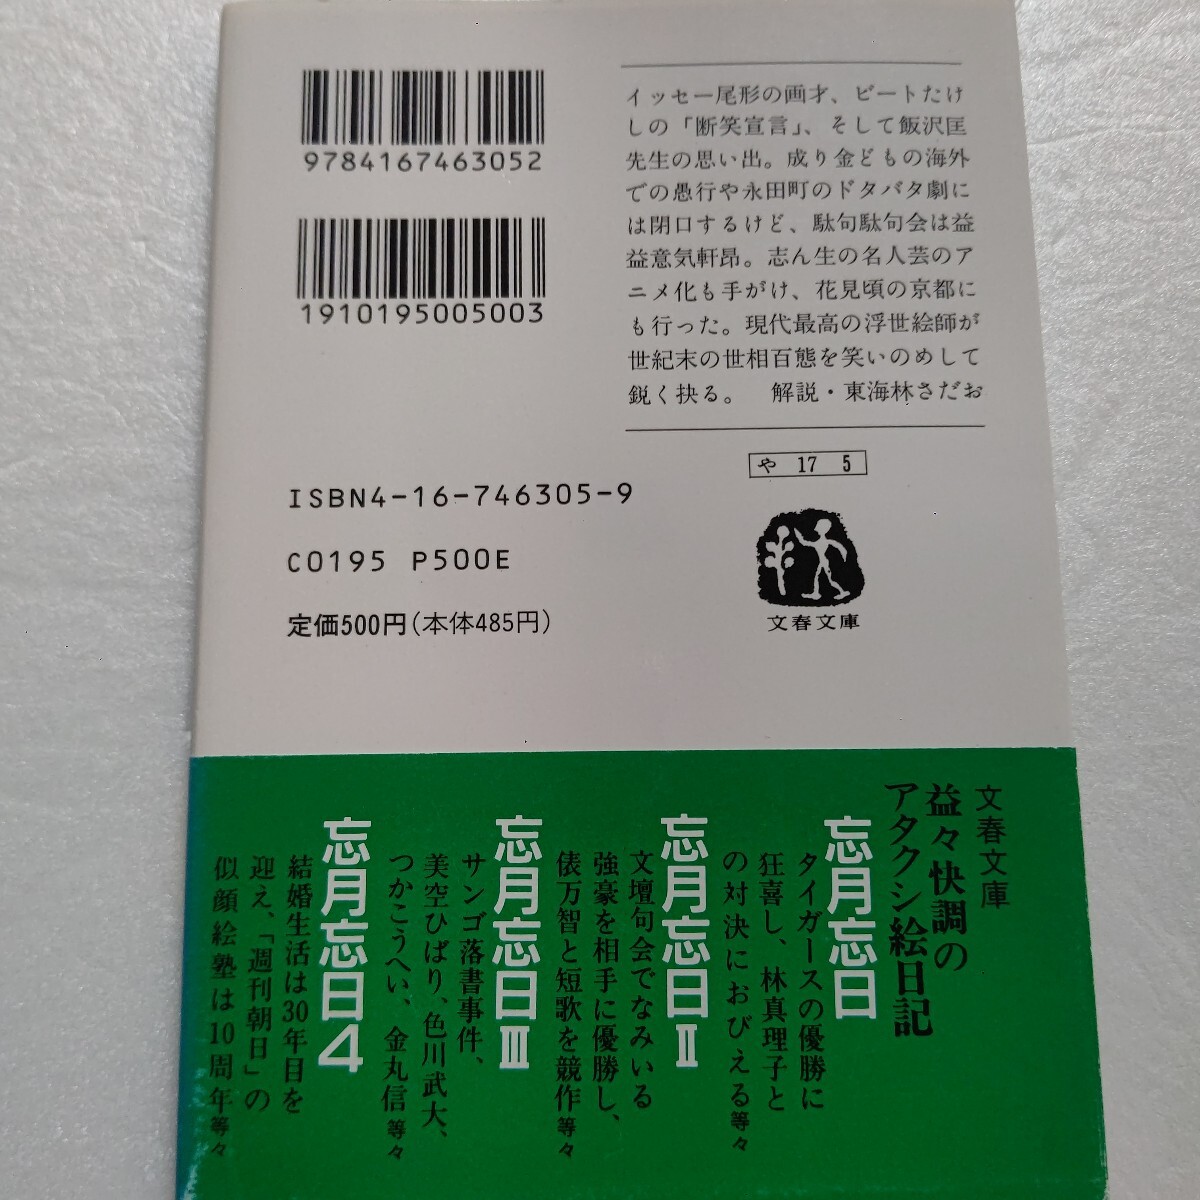 9784167463052
1910195005003
イッセー尾形の画才、ビートたけ
しの「断笑宣言」、そして飯沢匡
先生の思い出。成り金どもの海外
での愚行や永田町のドタバタ劇に
は閉口するけど、駄句駄句会は益
益意気軒昂。志ん生の名人芸のア
ニメ化も手がけ、花見頃の京都に
も行った。現代最高の浮世絵師が
世紀末の世相百態を笑いのめして
鋭く抉る。　解説・東海林さだお
や 17 5
ISBN4-16-746305-9
C0195 P500E
定価500円(本体485円)
文春文庫
文春文庫
益々快調の
アタクシ絵日記
忘月忘日
タイガースの優勝に
狂喜し、林真理子と
の対決におびえる等々
忘月忘日Ⅱ
文壇句会でなみいる
強豪を相手に優勝し、
俵万智と短歌を競作等々
忘月忘日Ⅲ
サンゴ落書事件、
美空ひばり、色川武大、
つかこうへい、金丸信等々
忘月忘日4
結婚生活は30年目を
迎え、「週刊朝日」の
似顔絵塾は10周年等々